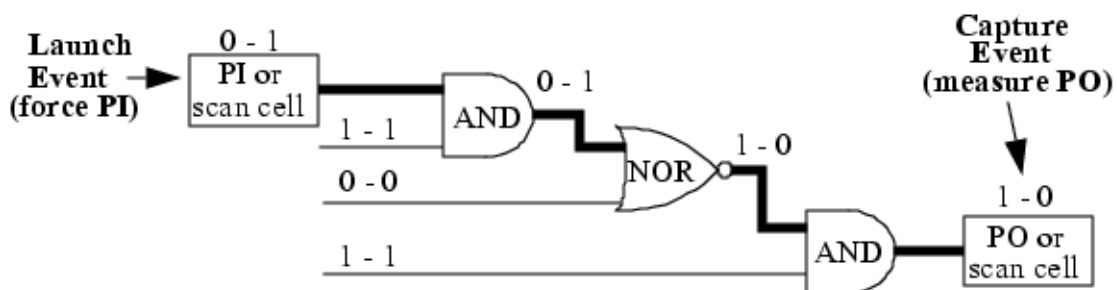 Launch
Event
(force PI)
0 - 1
PI or
scan cell
1 - 1
AND
0 - 1
0 - 0
NOR
1 - 0
1 - 1
AND
Capture
Event
(measure PO)
1 - 0
PO or
scan cell